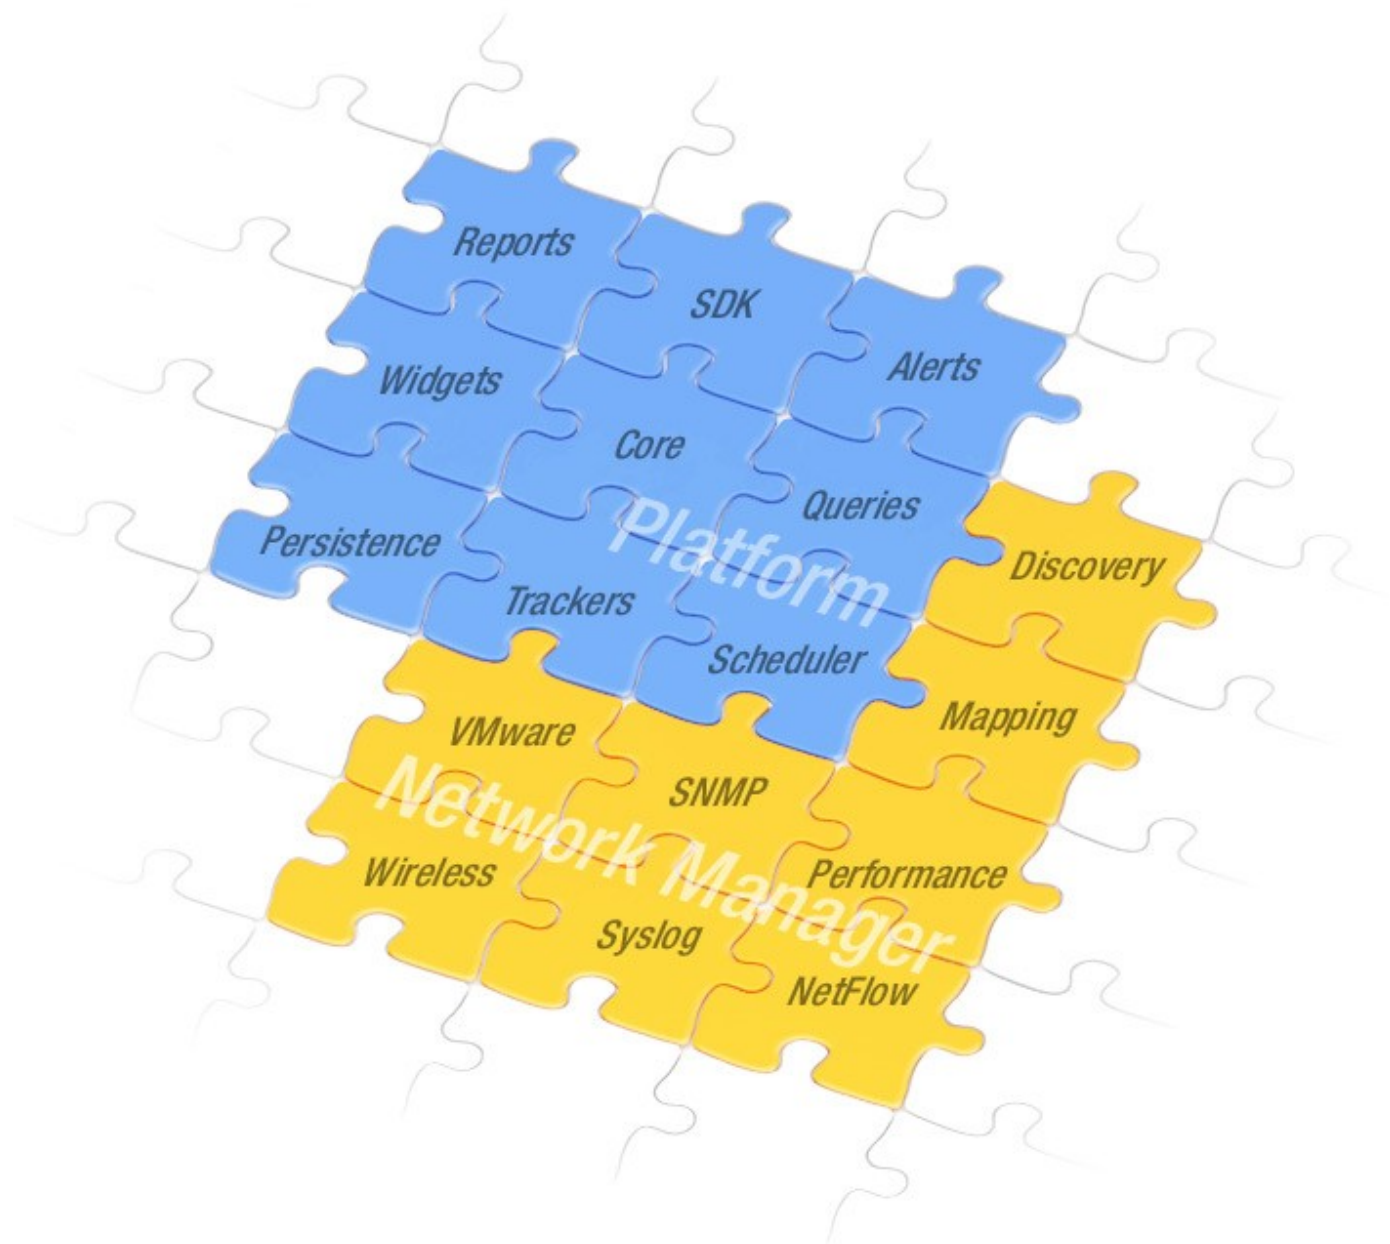 Reports
SDK
Alerts
Widgets
Core
Queries
Platform
Persistence
Trackers
Scheduler
Discovery
Mapping
VMware
SNMP
Performance
Network Manager
Wireless
Syslog
NetFlow